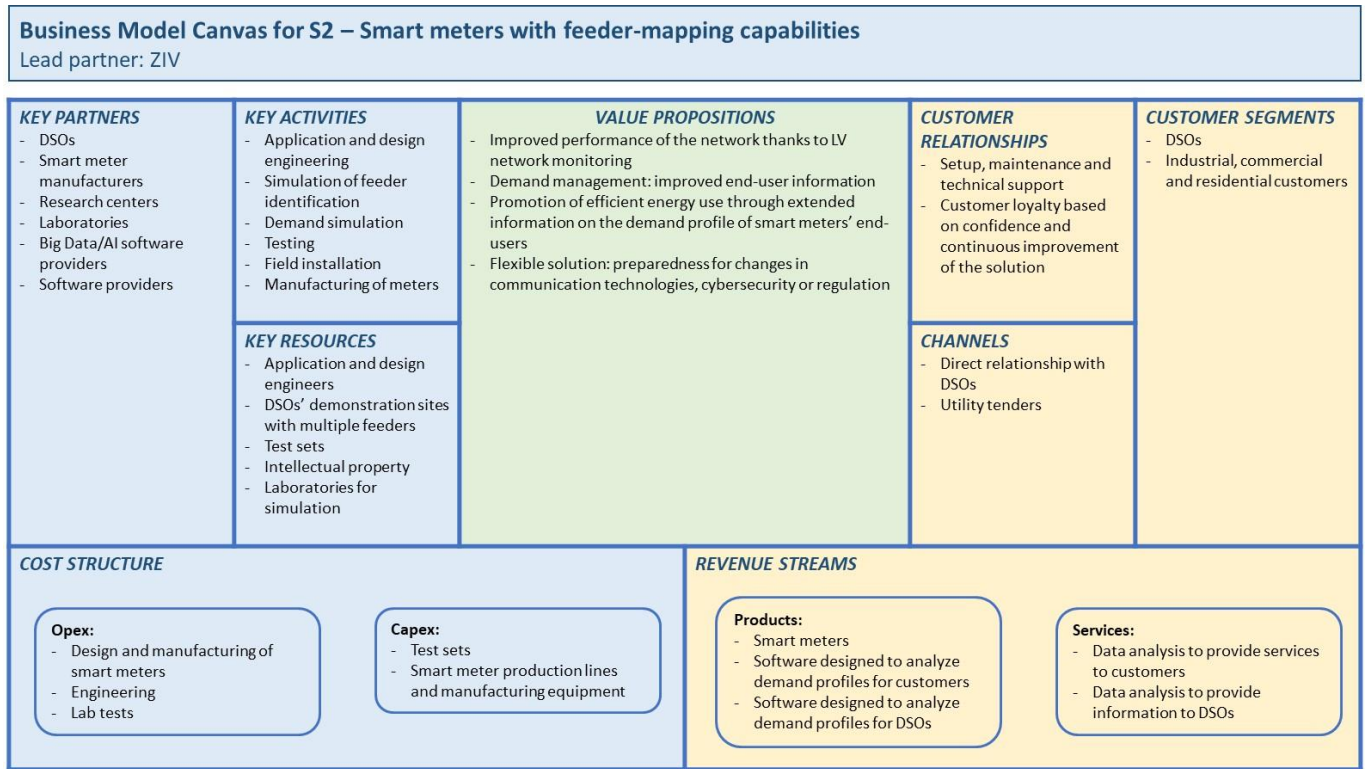 Business Model Canvas for S2 – Smart meters with feeder-mapping capabilities
Lead partner: ZIV
KEY PARTNERS
- DSOs
- Smart meter
manufacturers
- Research centers
- Laboratories
- Big Data/AI software
providers
- Software providers
KEY ACTIVITIES
- Application and design
engineering
- Simulation of feeder
identification
- Demand simulation
- Testing
- Field installation
- Manufacturing of meters
KEY RESOURCES
- Application and design
engineers
- DSOs’ demonstration sites
with multiple feeders
- Test sets
- Intellectual property
- Laboratories for
simulation
VALUE PROPOSITIONS
- Improved performance of the network thanks to LV
network monitoring
- Demand management: improved end-user information
- Promotion of efficient energy use through extended
information on the demand profile of smart meters’ end-
users
- Flexible solution: preparedness for changes in
communication technologies, cybersecurity or regulation
CUSTOMER
RELATIONSHIPS
- Setup, maintenance and
technical support
- Customer loyalty based
on confidence and
continuous improvement
of the solution
CHANNELS
- Direct relationship with
DSOs
- Utility tenders
CUSTOMER SEGMENTS
- DSOs
- Industrial, commercial
and residential customers
COST STRUCTURE
Opex:
- Design and manufacturing of
smart meters
- Engineering
- Lab tests
Capex:
- Test sets
- Smart meter production lines
and manufacturing equipment
REVENUE STREAMS
Products:
- Smart meters
- Software designed to analyze
demand profiles for customers
- Software designed to analyze
demand profiles for DSOs
Services:
- Data analysis to provide services
to customers
- Data analysis to provide
information to DSOs